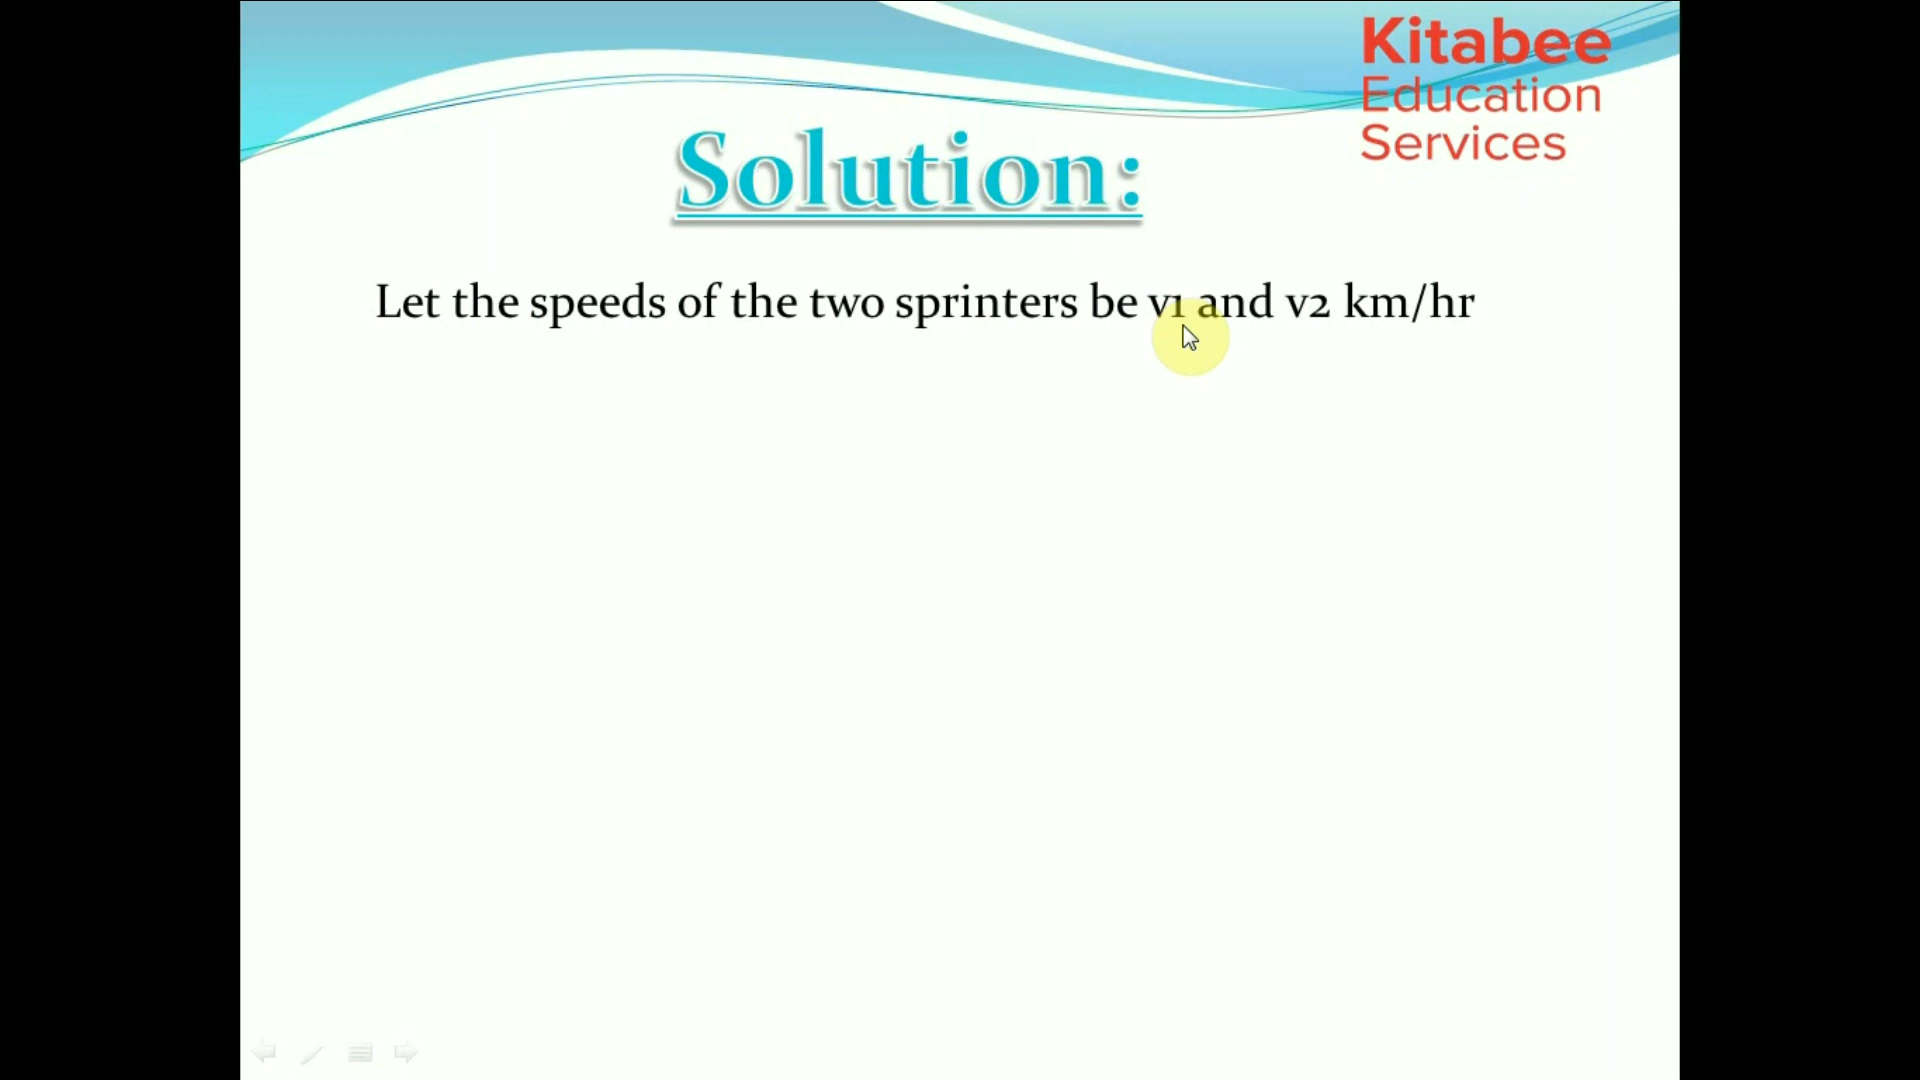 Kitabee
Education
Services
Solution:
Let the speeds of the two sprinters be v1 and v2 km/hr